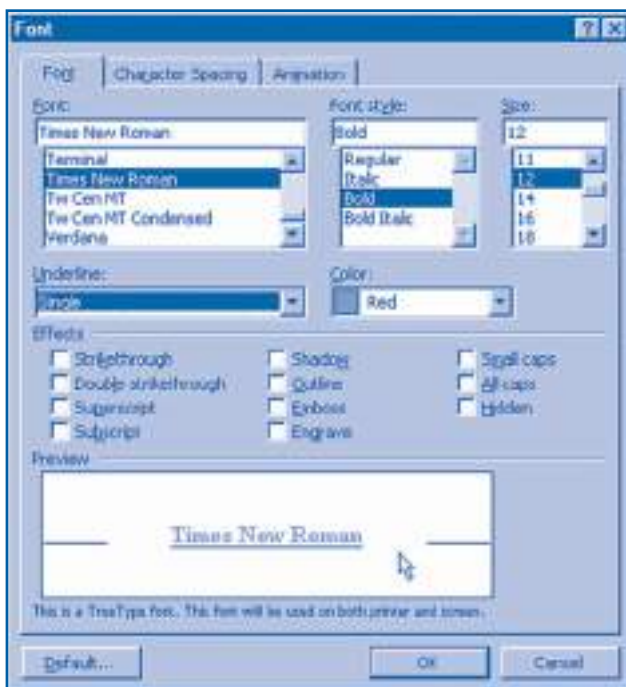 Font
Font Character Spacing Animation
Font: Font style: Size:
Times New Roman Bold 12
Terminal Regular 11
Times New Roman Italic 12
Tw Cen MT Bold 14
Tw Cen MT Condensed Bold Italic 16
Verdana 18
Underline: Color:
Single Red
Effects
Strikethrough Shadow Small caps
Double strikethrough Outline All caps
Superscript Emboss Hidden
Subscript Engrave
Preview
Times New Roman
This is a TrueType font. This font will be used on both printer and screen.
Default... OK Cancel